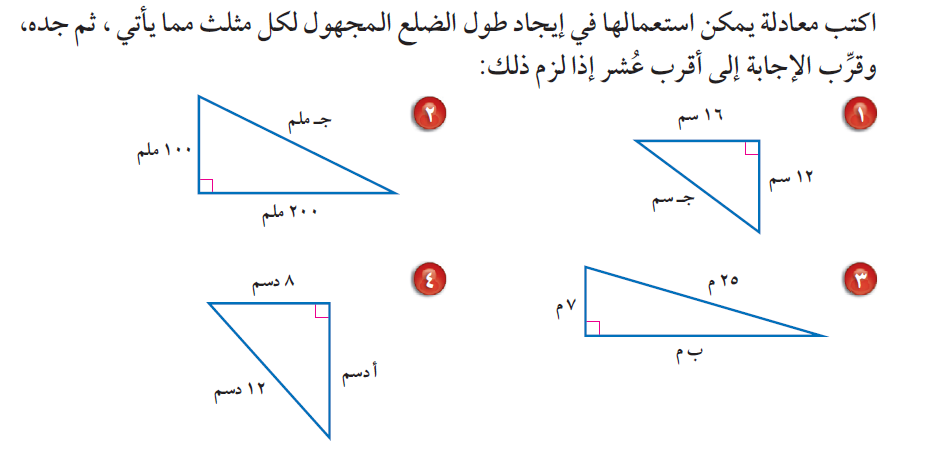 اكتب معادلة يمكن استعمالها في إيجاد طول الضلع المجهول لكل مثلث مما يأتي ، ثم جده،
وقرِّب الإجابة إلى أقرب عُشر إذا لزم ذلك:
١
١٦ سم
١٢ سم
جـ سم
٢
جـ ملم
١٠٠ ملم
٢٠٠ ملم
٣
٢٥ م
٧ م
ب م
٤
٨ دسم
أ دسم
١٢ دسم